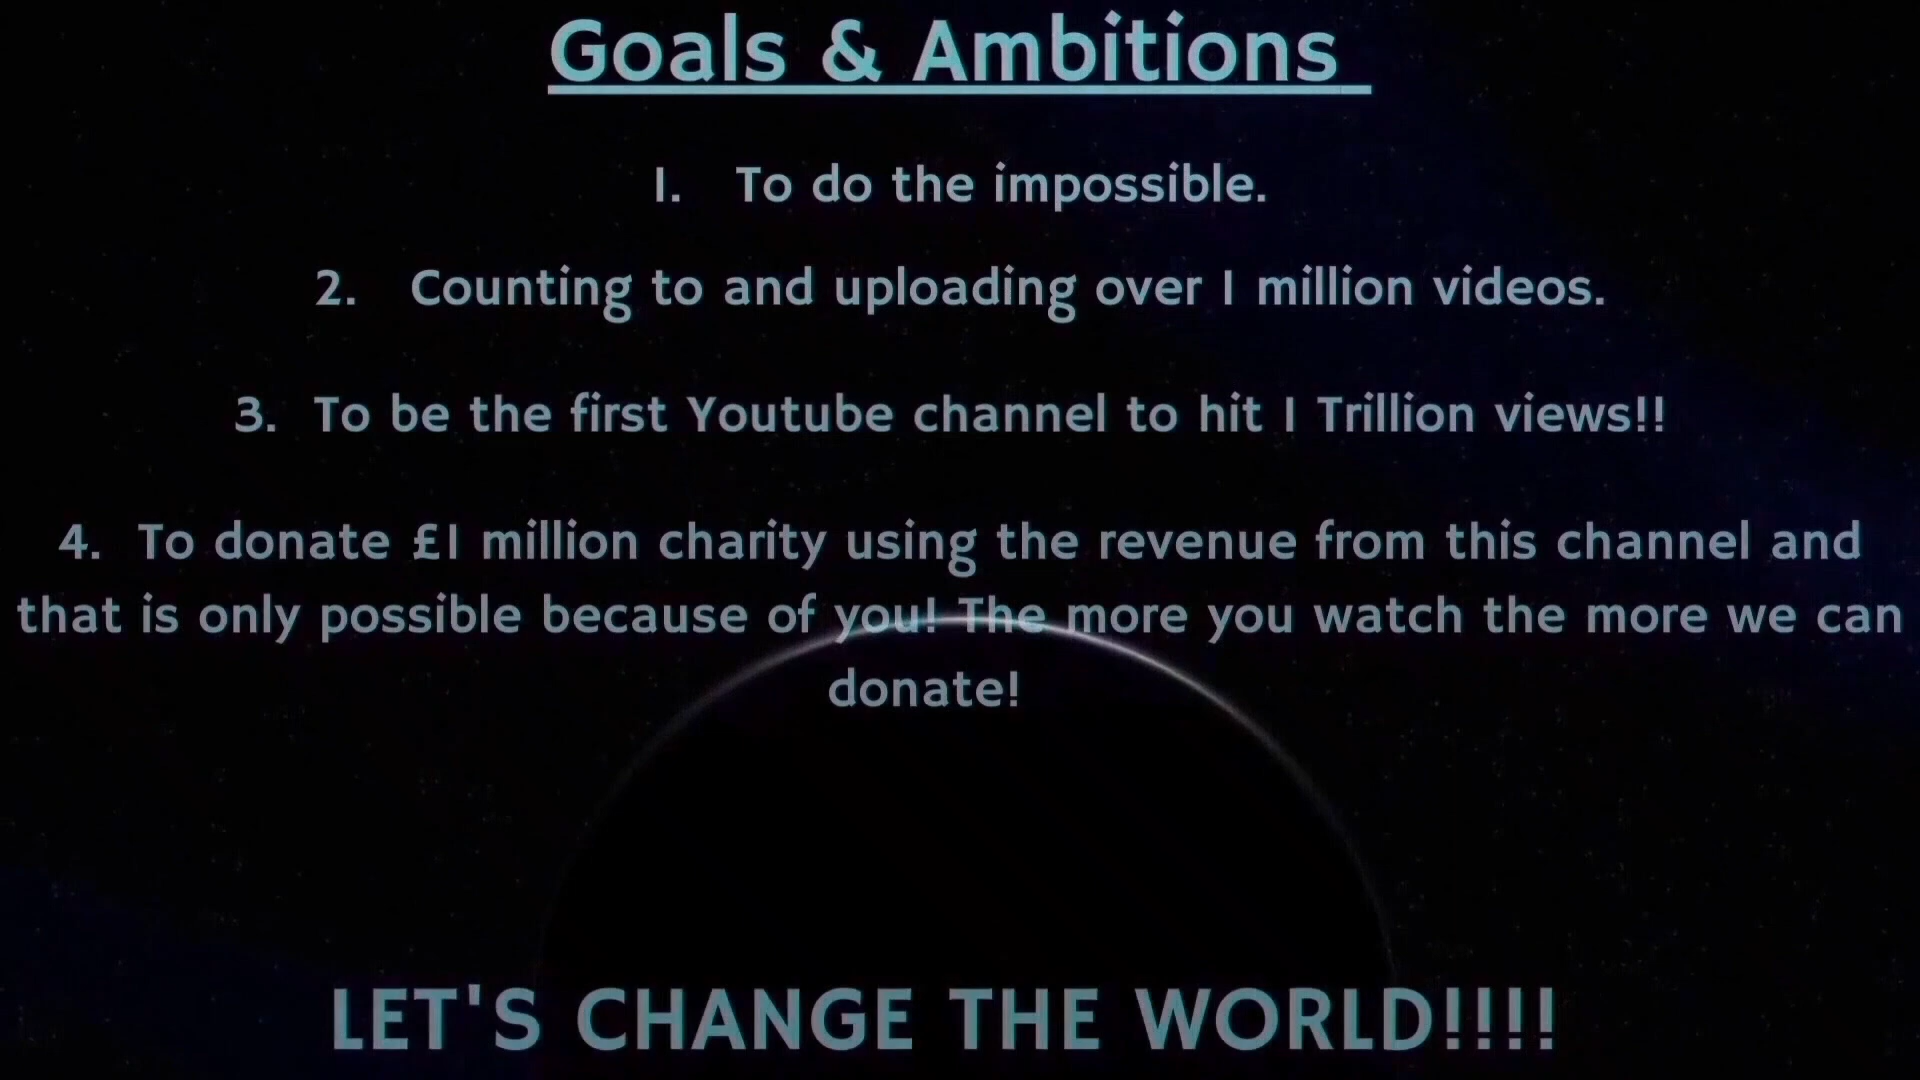 Goals & Ambitions
1. To do the impossible.
2. Counting to and uploading over 1 million videos.
3. To be the first Youtube channel to hit 1 Trillion views!!
4. To donate £1 million charity using the revenue from this channel and
that is only possible because of you! The more you watch the more we can
donate!
LET'S CHANGE THE WORLD!!!!